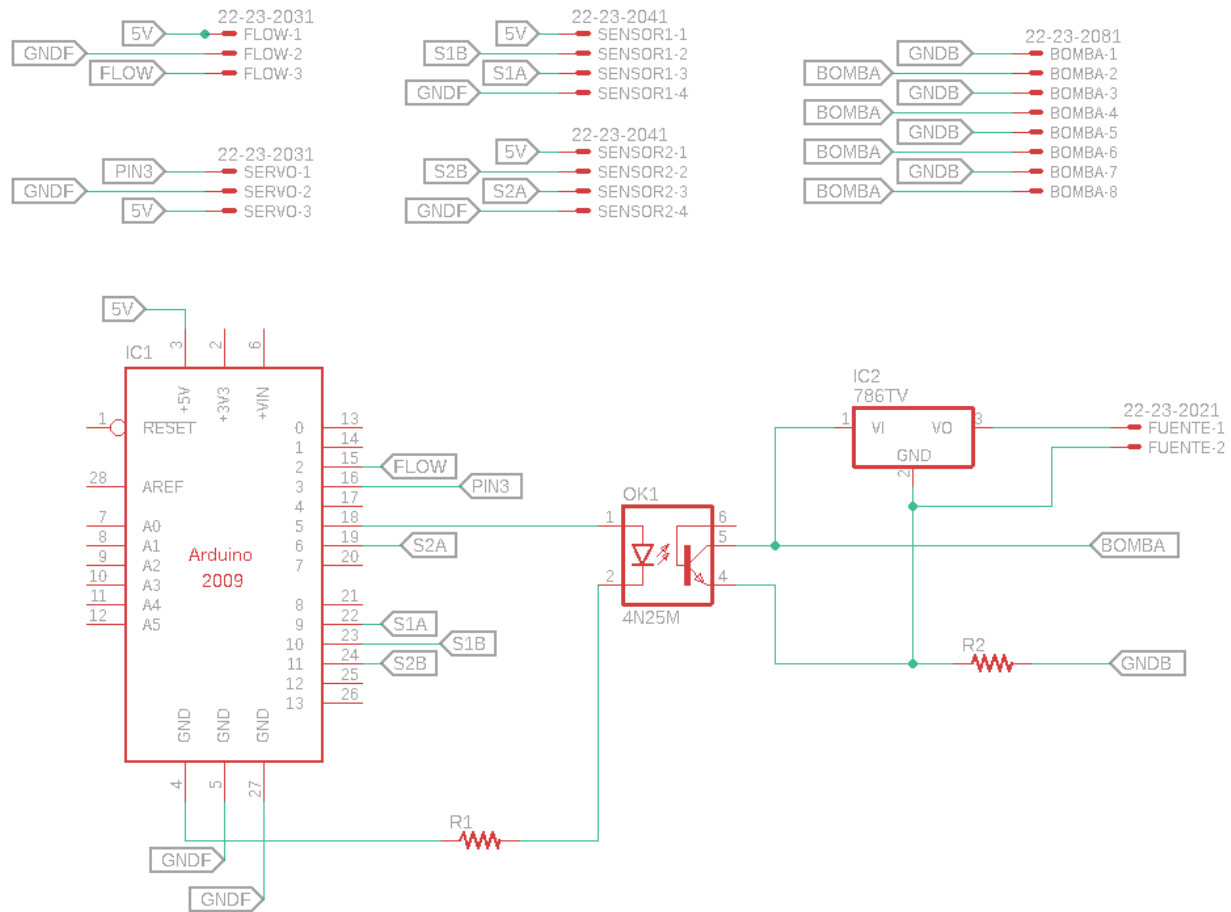 22-23-2031
5V FLOW-1
GNDF FLOW-2
FLOW FLOW-3
22-23-2041
5V SENSOR1-1
S1B SENSOR1-2
S1A SENSOR1-3
GNDF SENSOR1-4
22-23-2081
GNDB BOMBA-1
BOMBA BOMBA-2
GNDB BOMBA-3
BOMBA BOMBA-4
GNDB BOMBA-5
BOMBA BOMBA-6
GNDB BOMBA-7
BOMBA BOMBA-8
22-23-2031
PIN3 SERVO-1
GNDF SERVO-2
5V SERVO-3
22-23-2041
5V SENSOR2-1
S2B SENSOR2-2
S2A SENSOR2-3
GNDF SENSOR2-4
5V
3 2 6
IC1
+5V +3V3 +VIN
1 RESET 0 13
1 14
2 15 FLOW
28 AREF 3 16 PIN3
4 17
7 A0 5 18
8 A1 6 19 S2A
9 A2 7 20
10 A3
11 A4 8 21
12 A5 9 22 S1A
10 23 S1B
11 24 S2B
12 25
13 26
Arduino
2009
GND GND GND
4 5 27
GNDF
GNDF
R1
OK1
1 6
5
2 4
4N25M
IC2
786TV
1 VI VO 3
GND
2
22-23-2021
FUENTE-1
FUENTE-2
BOMBA
R2
GNDB